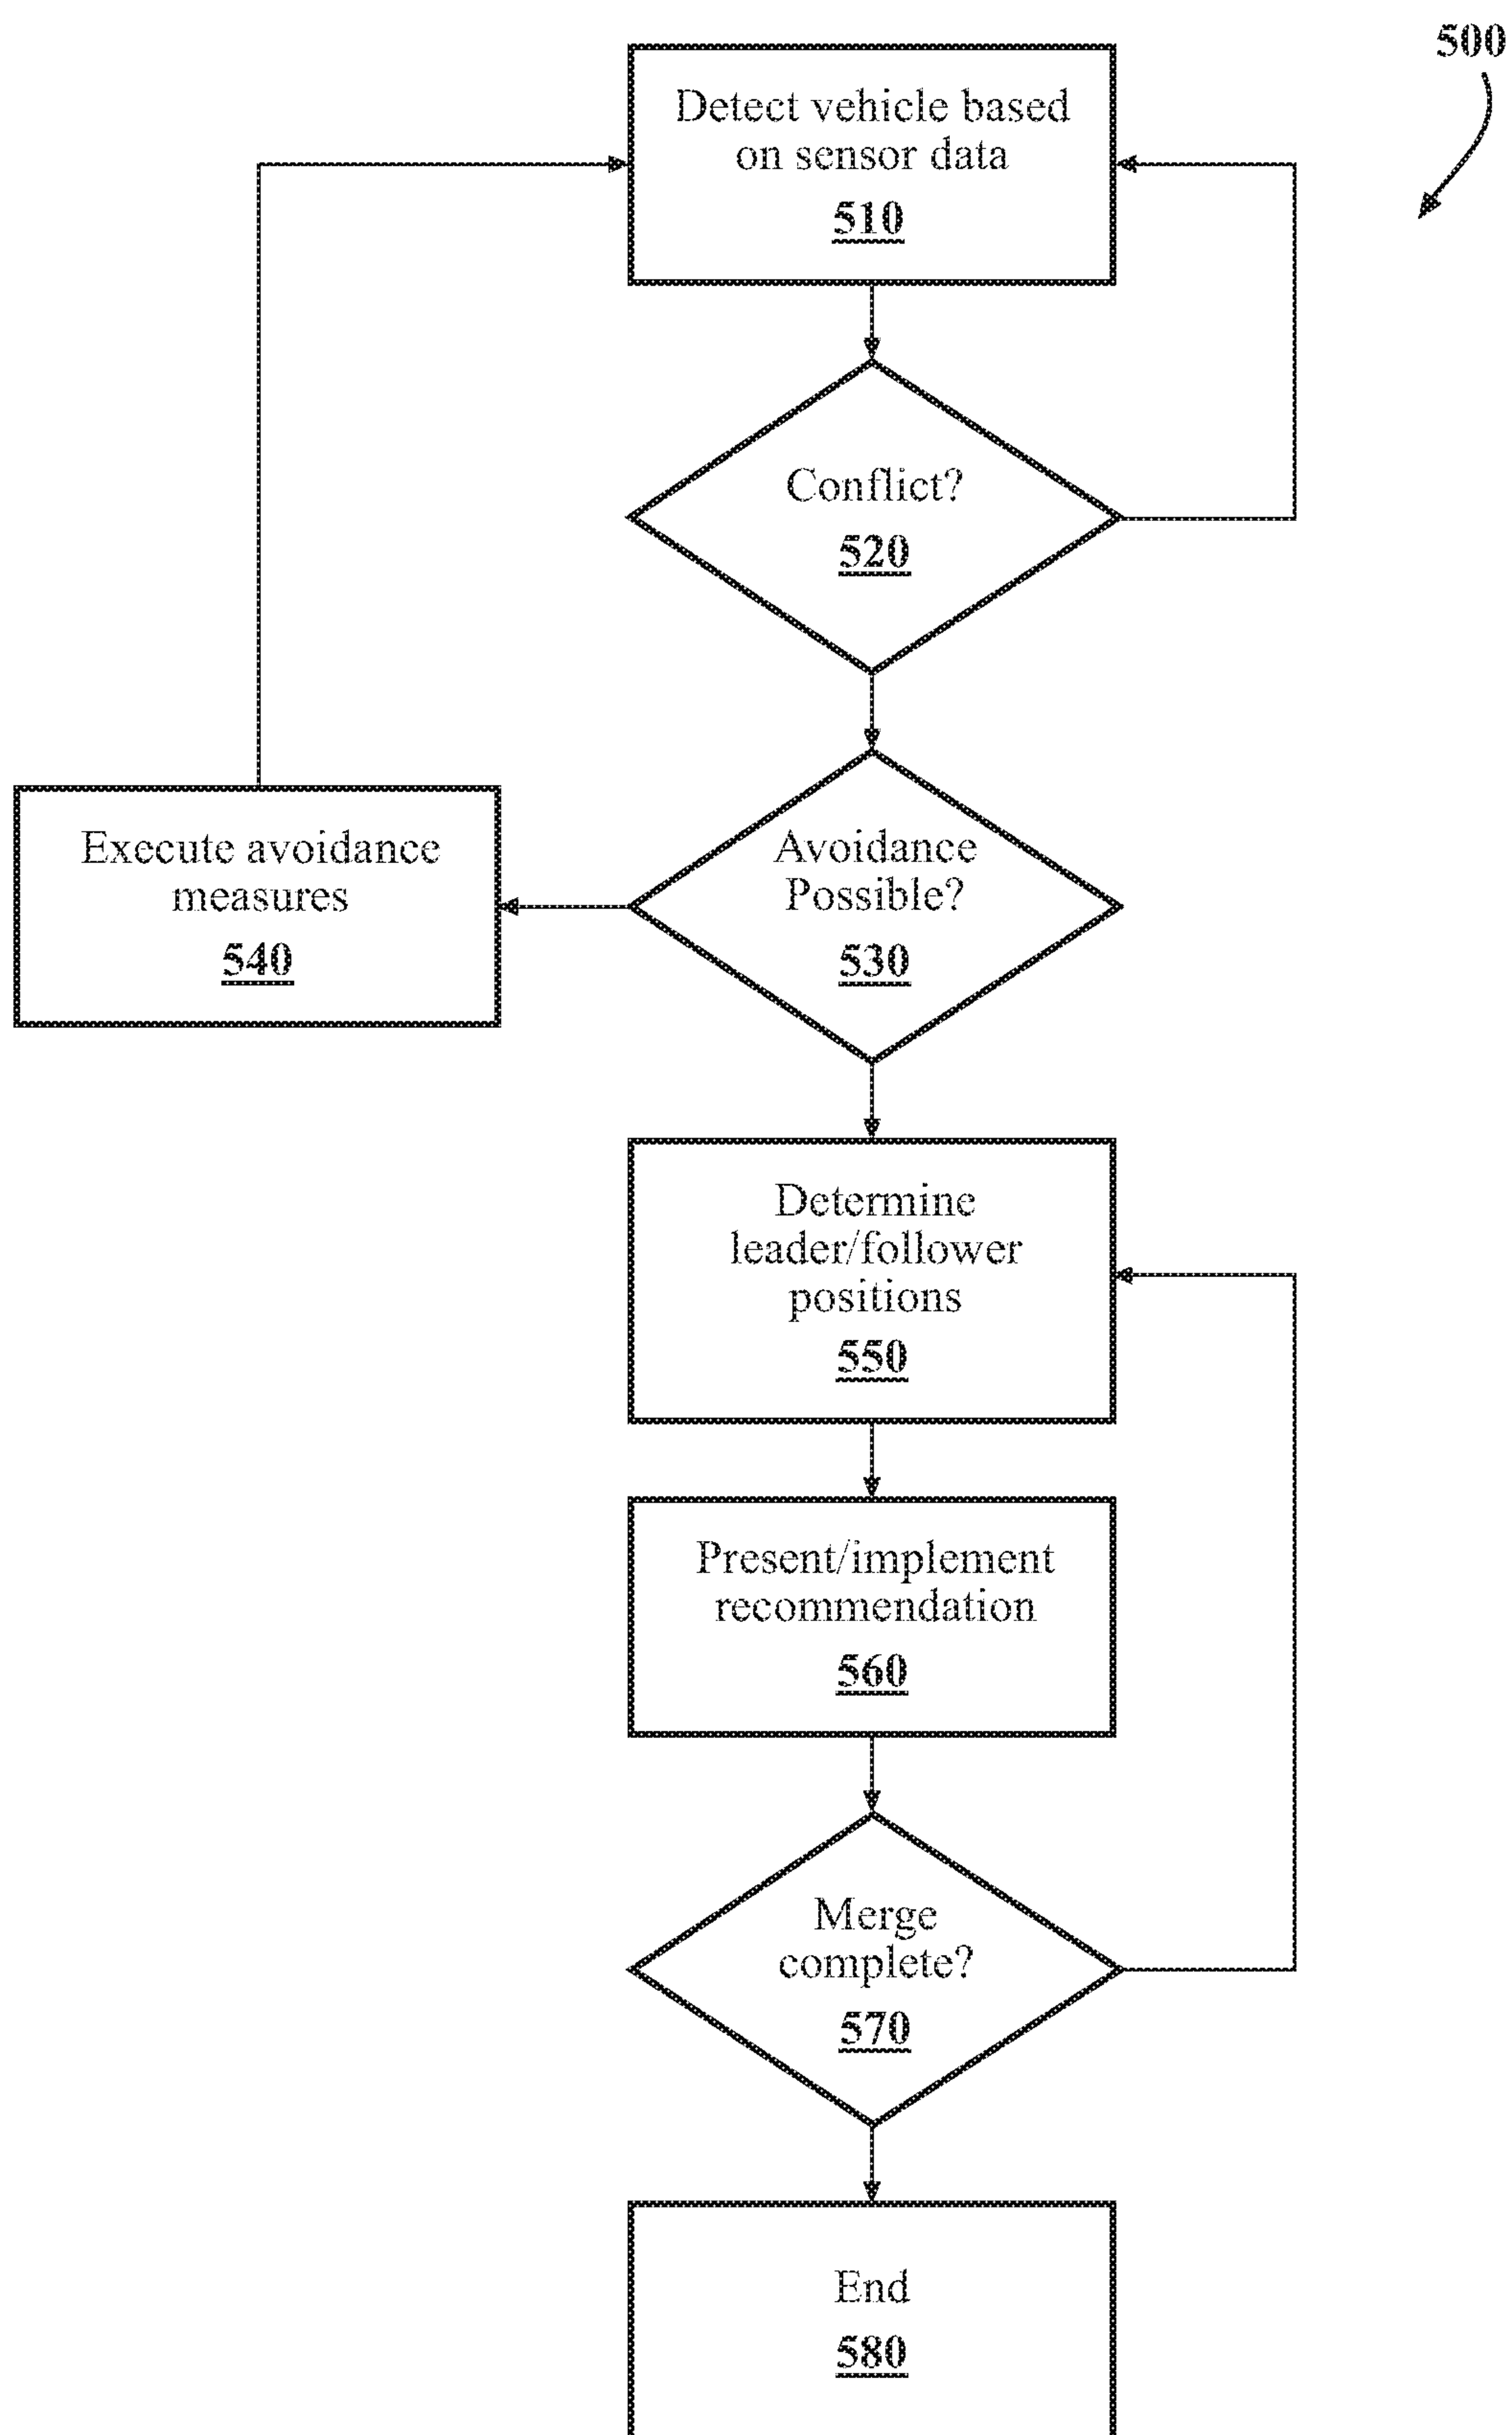 500
Detect vehicle based
on sensor data
510
Conflict?
520
Avoidance
Possible?
530
Execute avoidance
measures
540
Determine
leader/follower
positions
550
Present/implement
recommendation
560
Merge
complete?
570
End
580